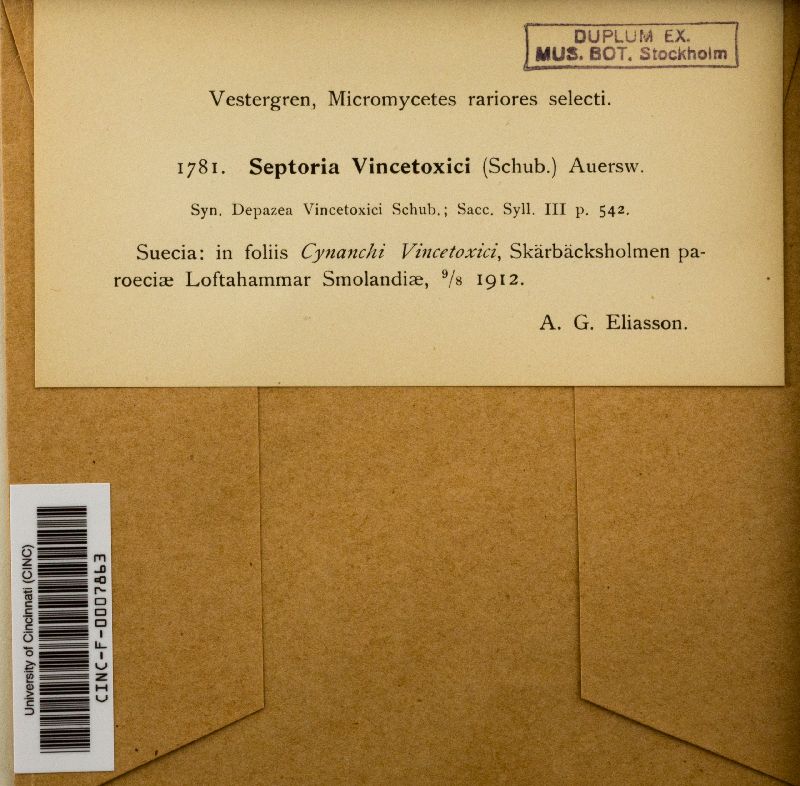 DUPLUM EX.
MUS. BOT. Stockholm
Vestergren, Micromycetes rariores selecti.
1781. Septoria Vincetoxici (Schub.) Auersw.
Syn. Depazea Vincetoxici Schub.; Sacc. Syll. III p. 542.
Suecia: in foliis Cynanchi Vincetoxici, Skärbäcksholmen pa-
roeciæ Loftahammar Smolandiæ, 9/8 1912.
A. G. Eliasson.
University of Cincinnati (CINC)
CINC-F-0007863